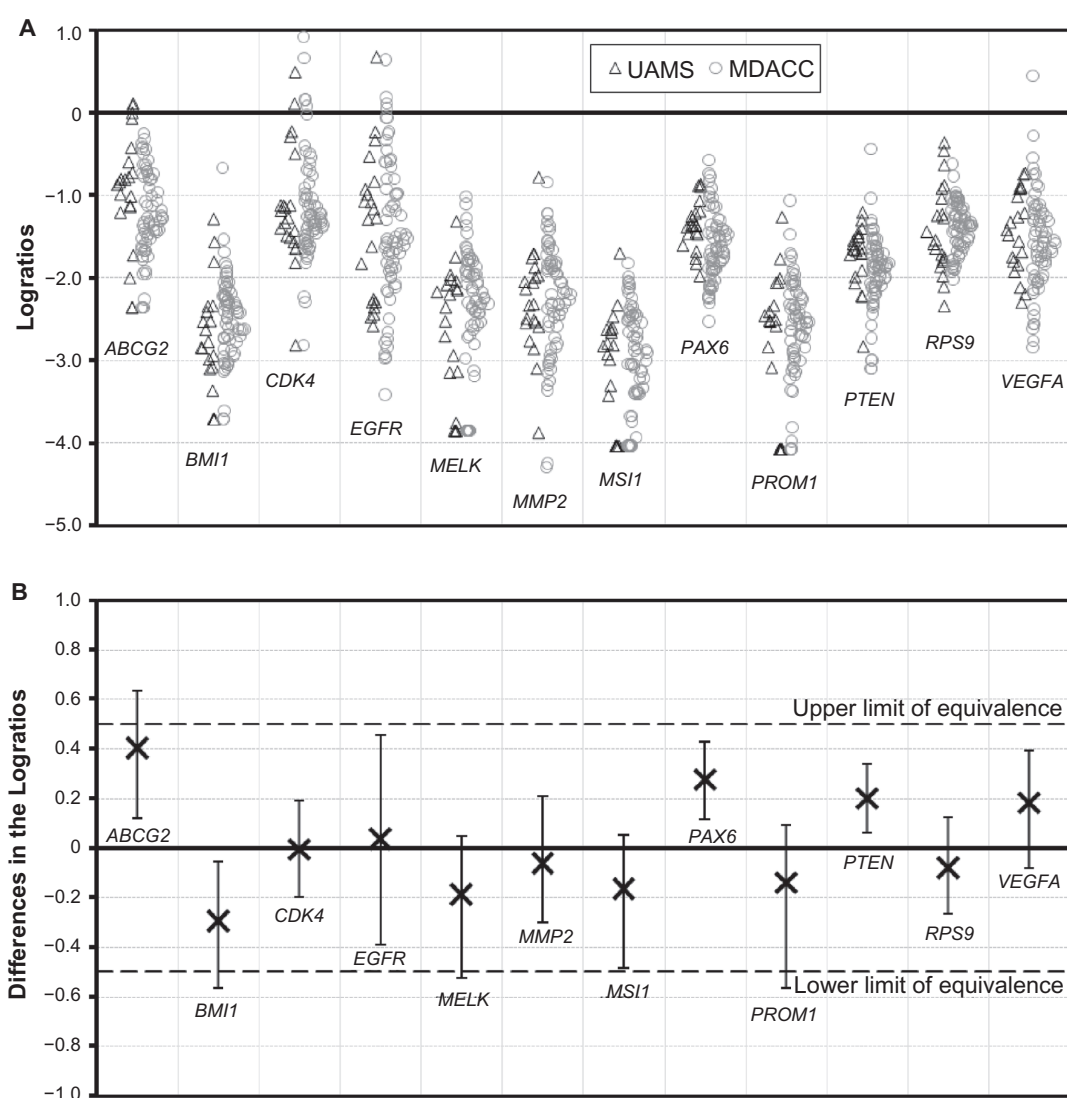 A
1.0
0
−1.0
−2.0
−3.0
−4.0
−5.0
Logratios
UAMS MDACC
ABCG2
BMI1
CDK4
EGFR
MELK
MMP2
MSI1
PAX6
PROM1
PTEN
RPS9
VEGFA
B
1.0
0.8
0.6
0.4
0.2
0
−0.2
−0.4
−0.6
−0.8
−1.0
Differences in the Logratios
Upper limit of equivalence
Lower limit of equivalence
ABCG2
BMI1
CDK4
EGFR
MELK
MMP2
MSI1
PAX6
PROM1
PTEN
RPS9
VEGFA